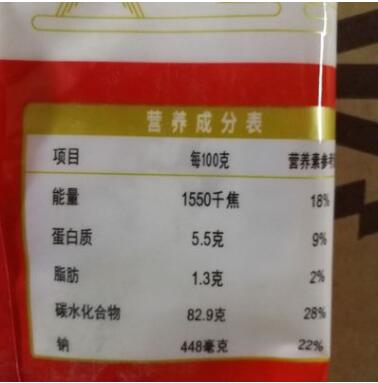 营养成分表
项目 每100克 营养素参考
能量 1550千焦 18%
蛋白质 5.5克 9%
脂肪 1.3克 2%
碳水化合物 82.9克 28%
钠 448毫克 22%